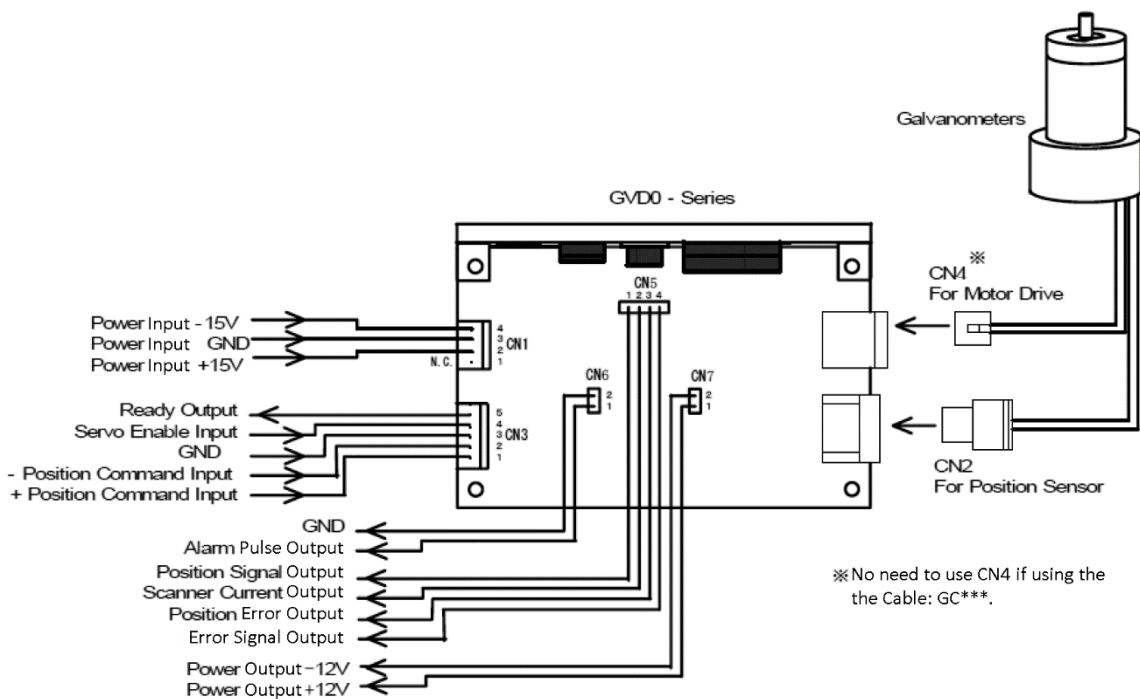 Galvanometers
GVD0 - Series
※
CN4
For Motor Drive
CN5
1 2 3 4
Power Input -15V
Power Input GND
Power Input +15V
4
3
2
1
CN1
N.C.
CN6
2
1
CN7
2
1
Ready Output
Servo Enable Input
GND
- Position Command Input
+ Position Command Input
5
4
3
2
1
CN3
CN2
For Position Sensor
GND
Alarm Pulse Output
Position Signal Output
Scanner Current Output
Position Error Output
Error Signal Output
Power Output -12V
Power Output +12V
※No need to use CN4 if using the
the Cable: GC***.